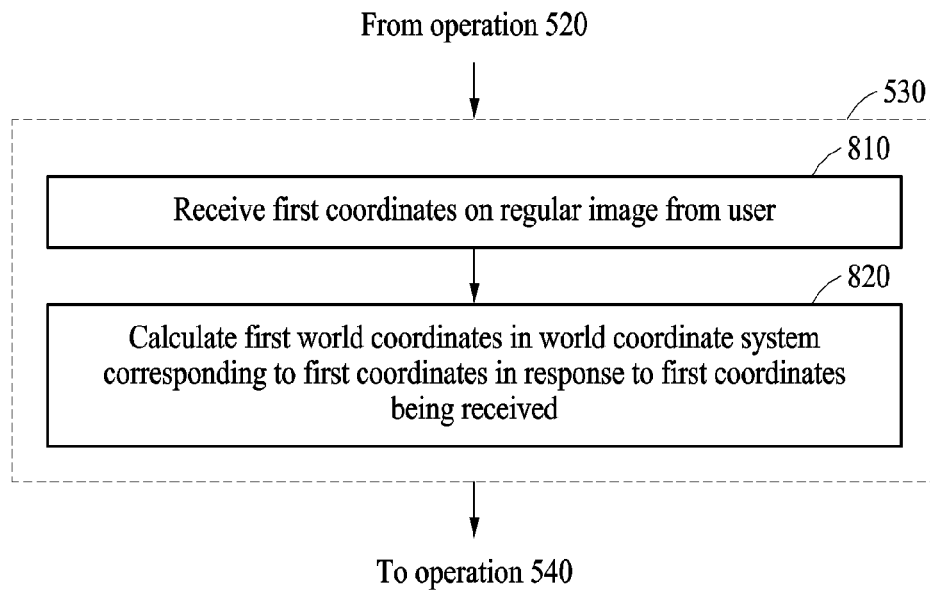 From operation 520
530
810
Receive first coordinates on regular image from user
820
Calculate first world coordinates in world coordinate system
corresponding to first coordinates in response to first coordinates
being received
To operation 540